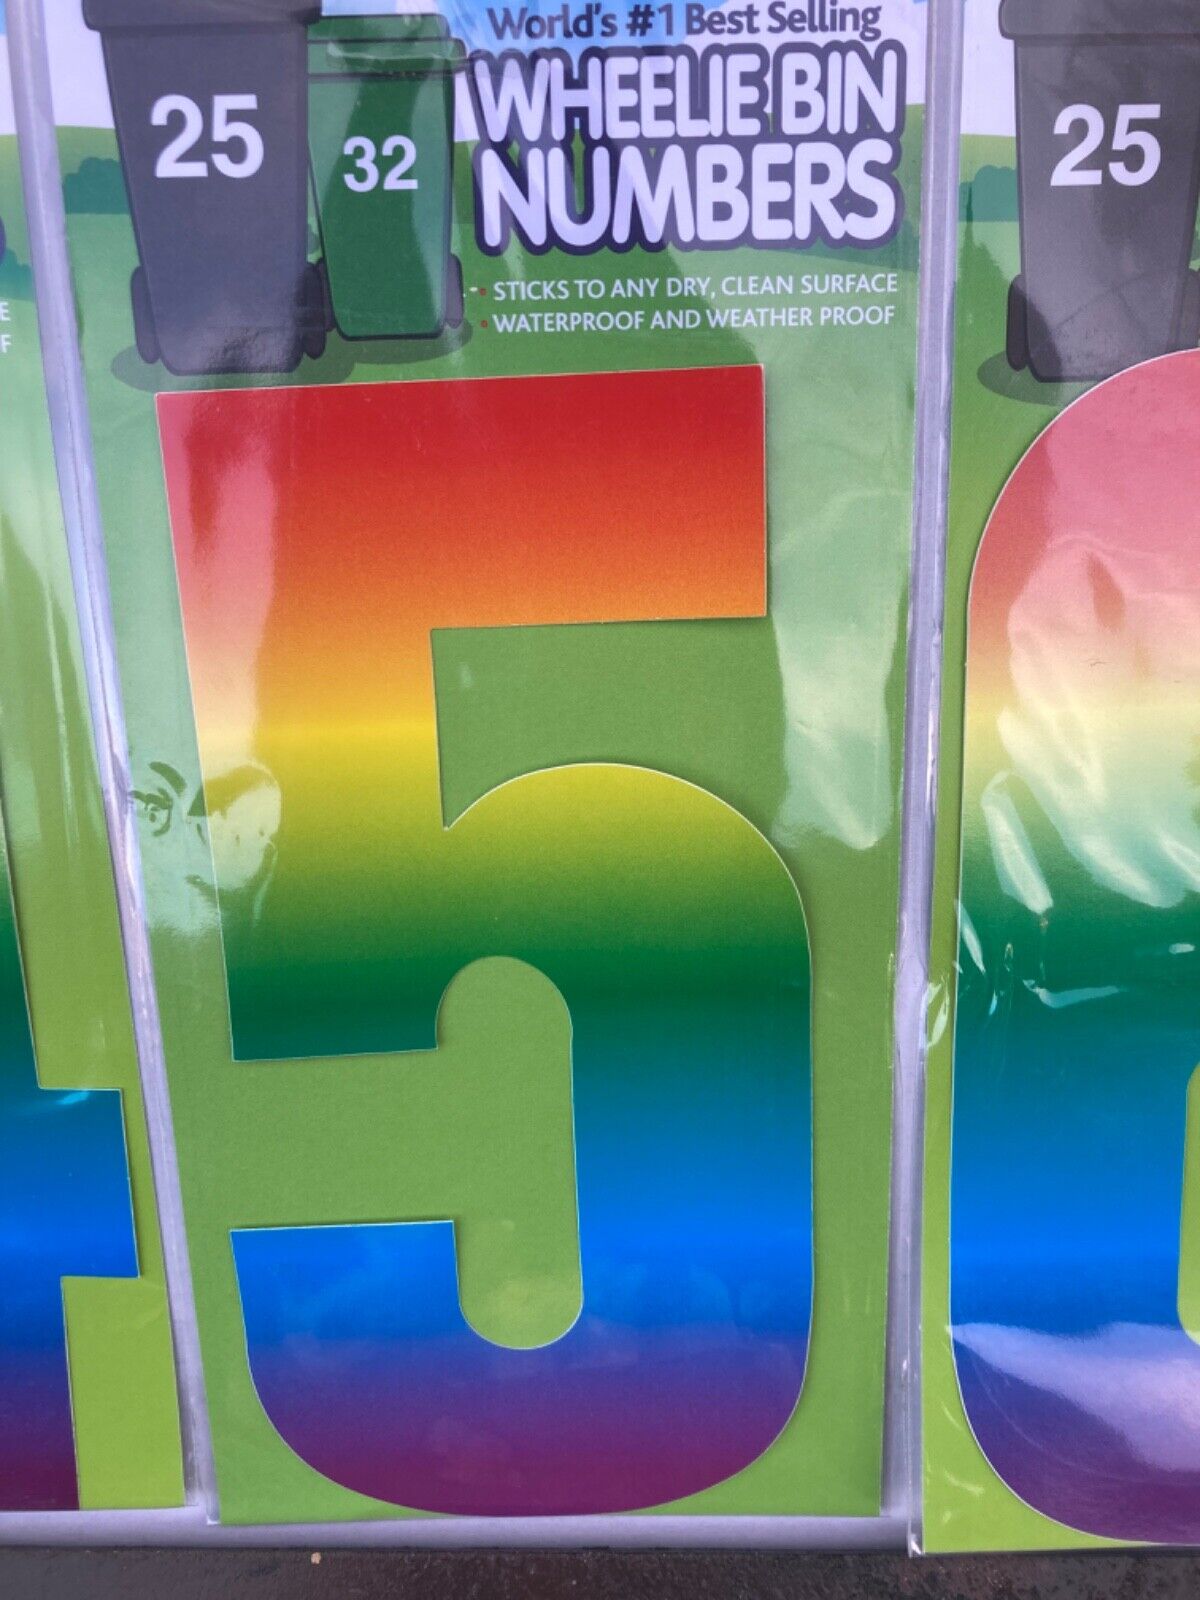 World's #1 Best Selling
WHEELIE BIN
NUMBERS
• STICKS TO ANY DRY, CLEAN SURFACE
• WATERPROOF AND WEATHER PROOF
25
32
5
25
E
F